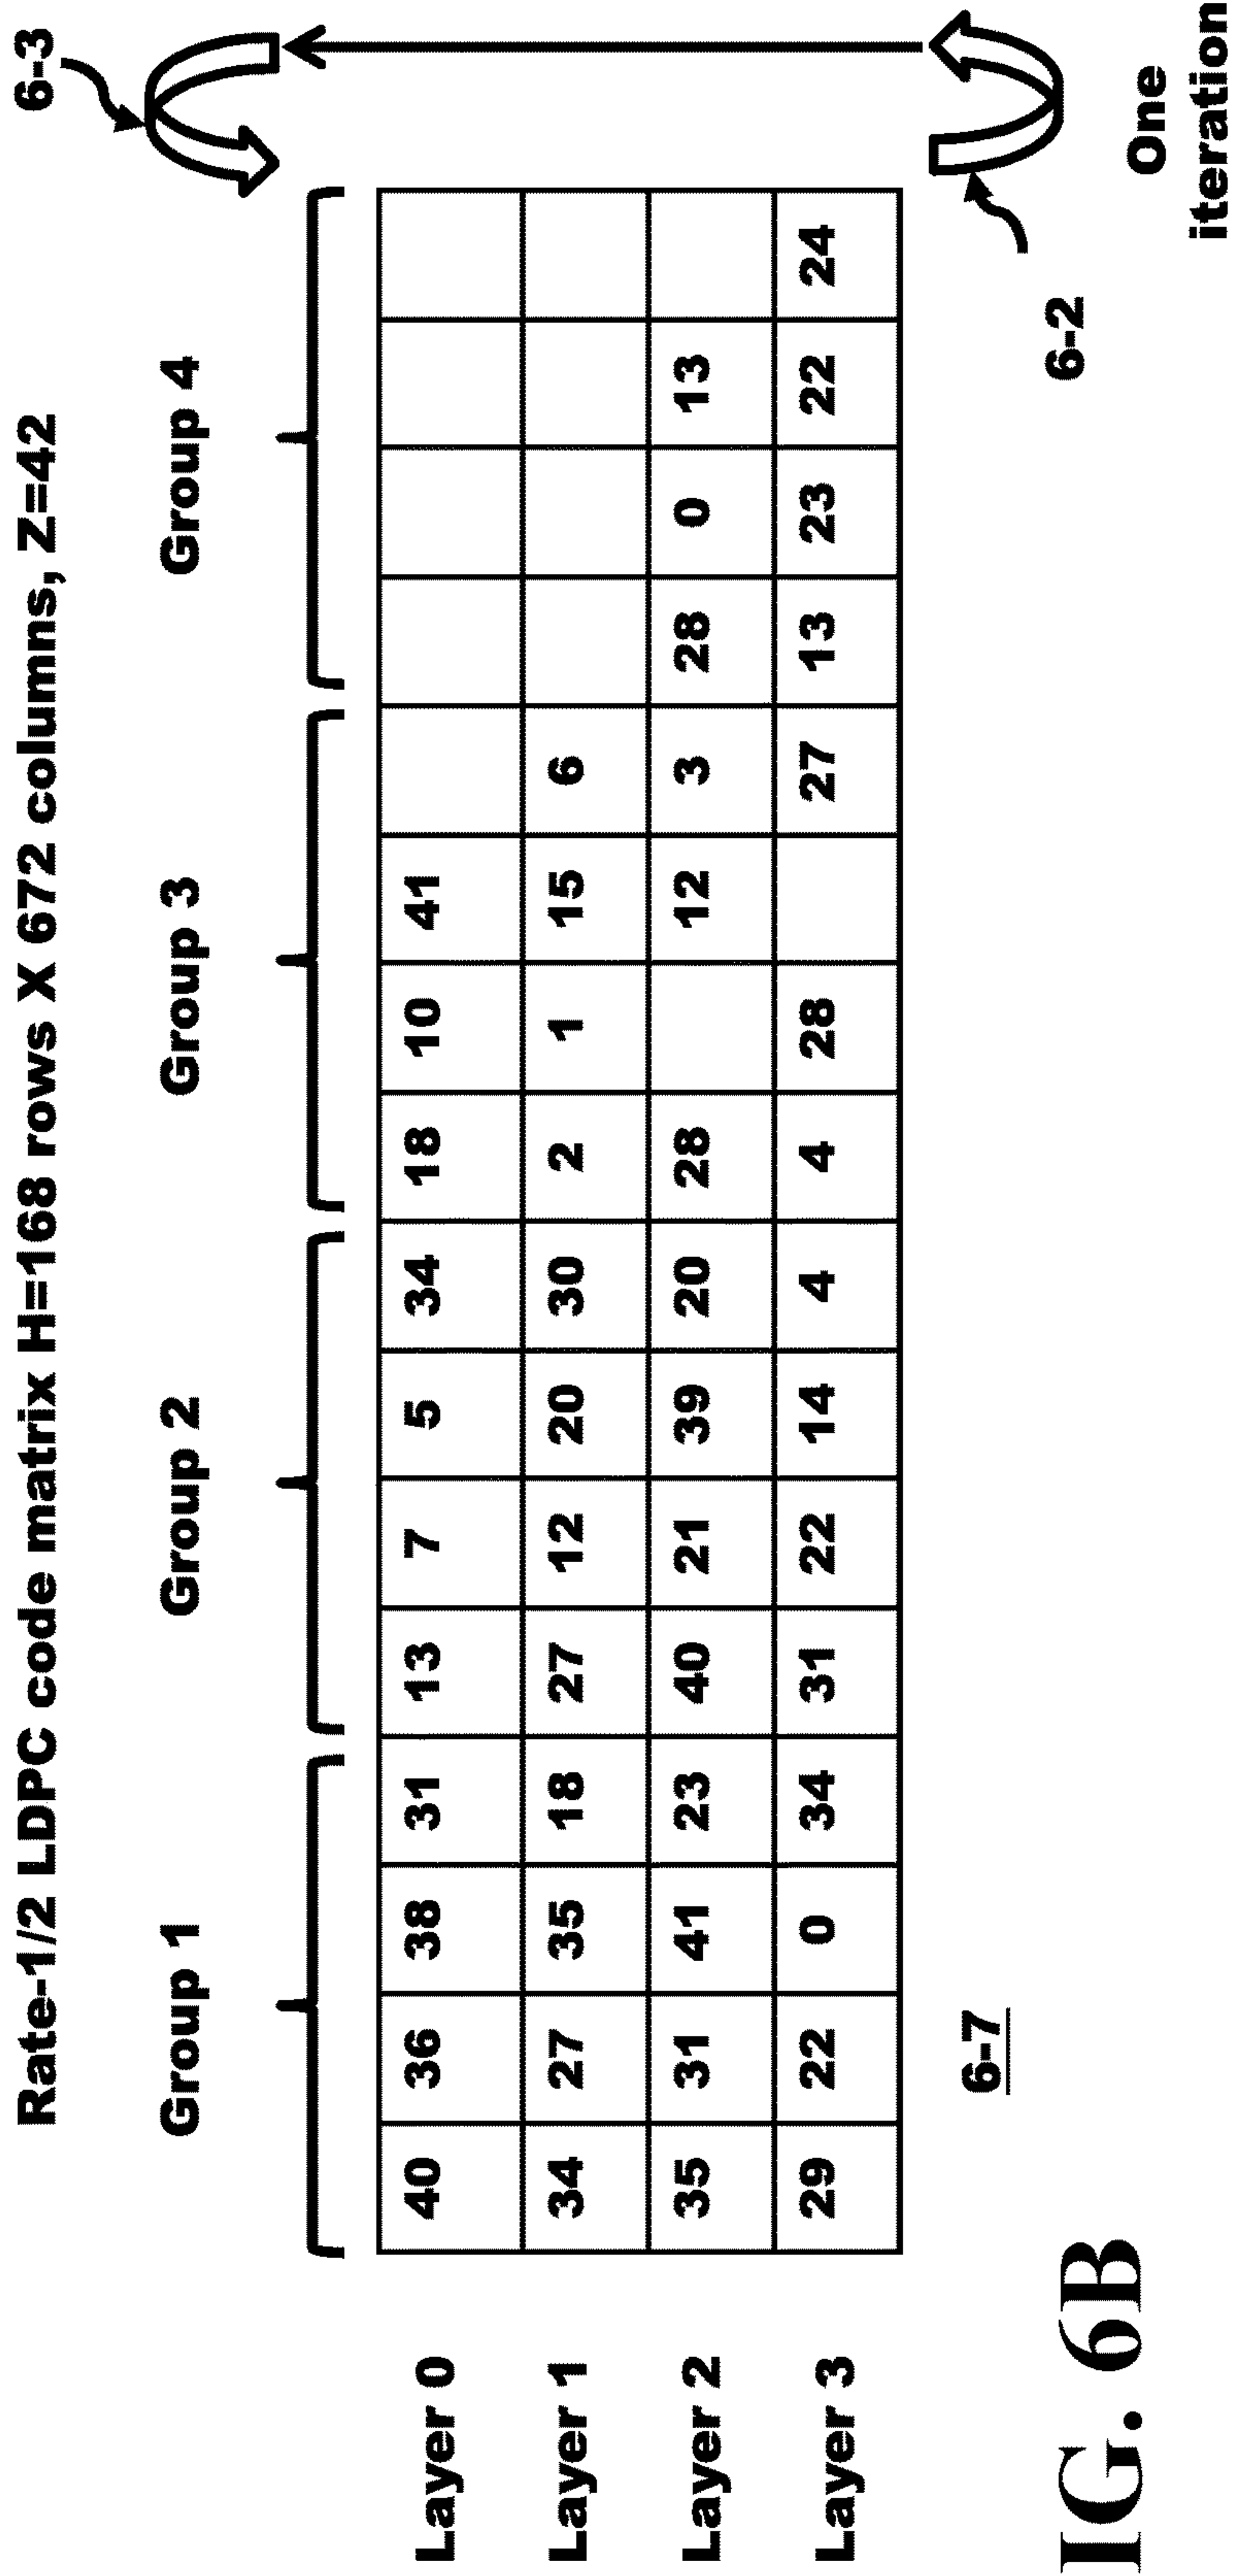 Rate-1/2 LDPC code matrix H=168 rows X 672 columns, Z=42
6-3
Group 1 Group 2 Group 3 Group 4
Layer 0 40 36 38 31 13 7 5 34 18 10 41
Layer 1 34 27 35 18 27 12 20 30 2 1 15 6
Layer 2 35 31 41 23 40 21 39 20 28 12 3 28 0 13
Layer 3 29 22 0 34 31 22 14 4 4 28 27 13 23 22 24
6-7
6-2
One
iteration
IG. 6B